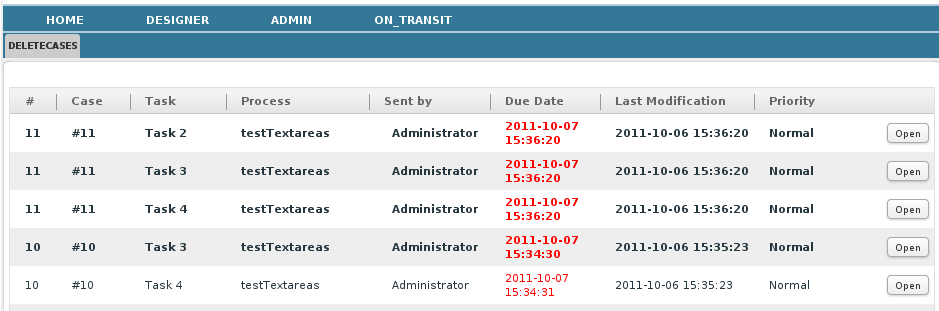 HOME DESIGNER ADMIN ON_TRANSIT
DELETECASES
# Case Task Process Sent by Due Date Last Modification Priority
11 #11 Task 2 testTextareas Administrator 2011-10-07 15:36:20 2011-10-06 15:36:20 Normal Open
11 #11 Task 3 testTextareas Administrator 2011-10-07 15:36:20 2011-10-06 15:36:20 Normal Open
11 #11 Task 4 testTextareas Administrator 2011-10-07 15:36:20 2011-10-06 15:36:20 Normal Open
10 #10 Task 3 testTextareas Administrator 2011-10-07 15:34:30 2011-10-06 15:35:23 Normal Open
10 #10 Task 4 testTextareas Administrator 2011-10-07 15:34:31 2011-10-06 15:35:23 Normal Open